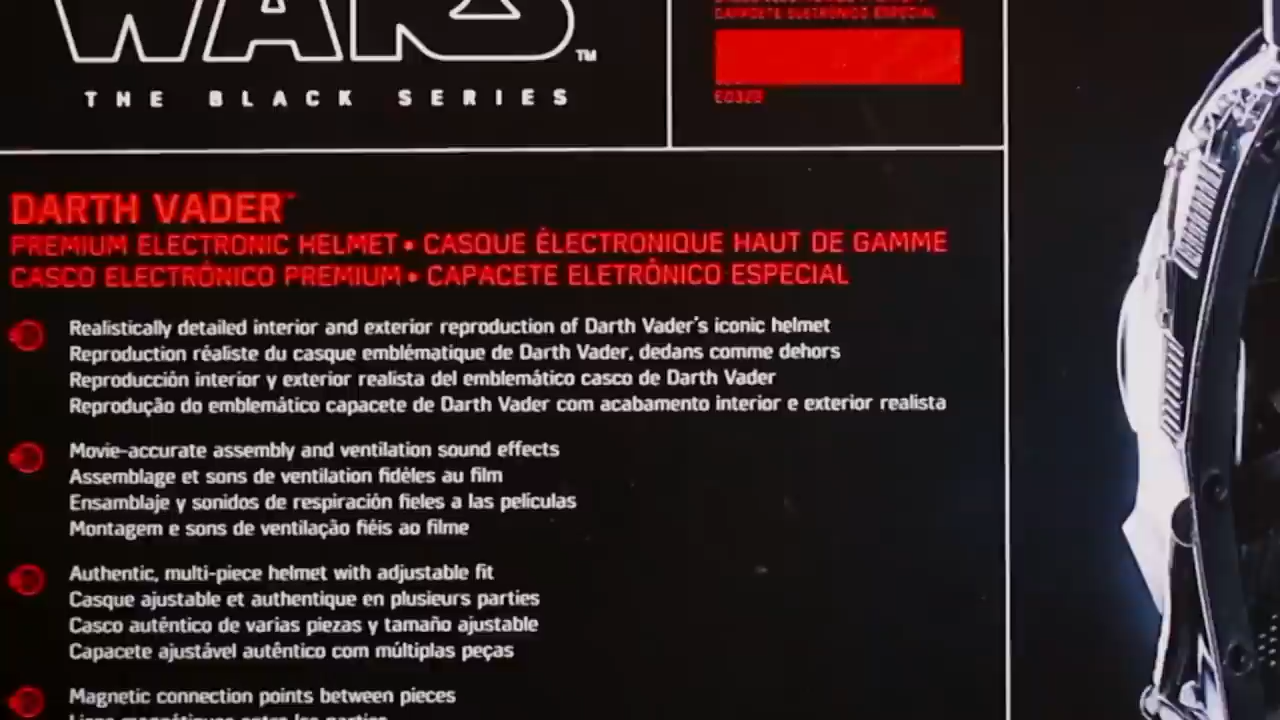 WARS™
THE BLACK SERIES
CAPACETE ELETRÔNICO ESPECIAL
E0328
DARTH VADER™
PREMIUM ELECTRONIC HELMET • CASQUE ÉLECTRONIQUE HAUT DE GAMME
CASCO ELECTRÓNICO PREMIUM • CAPACETE ELETRÔNICO ESPECIAL
Realistically detailed interior and exterior reproduction of Darth Vader's iconic helmet
Reproduction réaliste du casque emblématique de Darth Vader, dedans comme dehors
Reproducción interior y exterior realista del emblemático casco de Darth Vader
Reprodução do emblemático capacete de Darth Vader com acabamento interior e exterior realista
Movie-accurate assembly and ventilation sound effects
Assemblage et sons de ventilation fidèles au film
Ensamblaje y sonidos de respiración fieles a las películas
Montagem e sons de ventilação fiéis ao filme
Authentic, multi-piece helmet with adjustable fit
Casque ajustable et authentique en plusieurs parties
Casco auténtico de varias piezas y tamaño ajustable
Capacete ajustável autêntico com múltiplas peças
Magnetic connection points between pieces